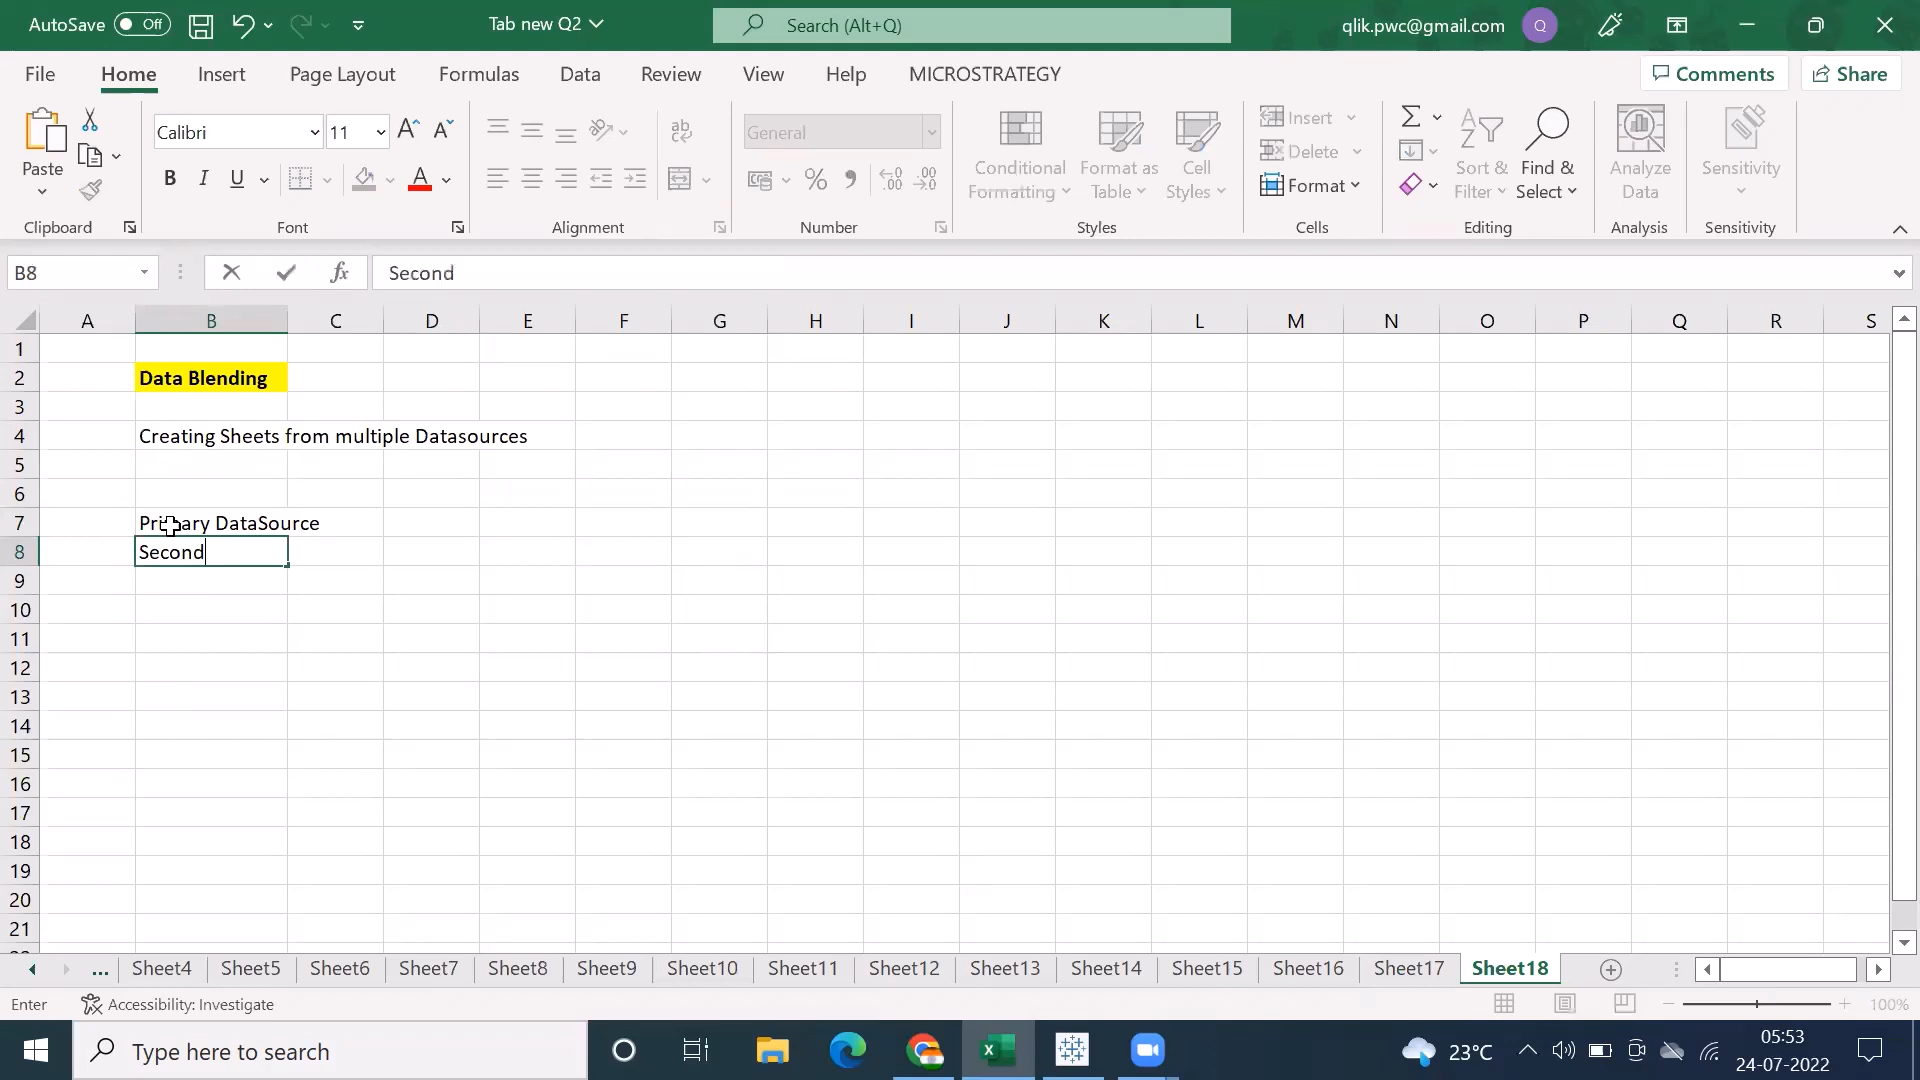 AutoSave Off Tab new Q2 Search (Alt+Q) qlik.pwc@gmail.com Q
File Home Insert Page Layout Formulas Data Review View Help MICROSTRATEGY Comments Share
Paste
Clipboard
Calibri 11
B I U A
Font
ab
Alignment
General
% 9 .00 .00
Number
Conditional Formatting
Format as Table
Cell Styles
Styles
Insert
Delete
Format
Cells
Sort & Filter
Find & Select
Editing
Analyze Data
Analysis
Sensitivity
Sensitivity
B8 fx Second
A B C D E F G H I J K L M N O P Q R S
1
2 Data Blending
3
4 Creating Sheets from multiple Datasources
5
6
7 Primary DataSource
8 Second
9
10
11
12
13
14
15
16
17
18
19
20
21
... Sheet4 Sheet5 Sheet6 Sheet7 Sheet8 Sheet9 Sheet10 Sheet11 Sheet12 Sheet13 Sheet14 Sheet15 Sheet16 Sheet17 Sheet18
Enter Accessibility: Investigate 100%
Type here to search 23°C 05:53
24-07-2022